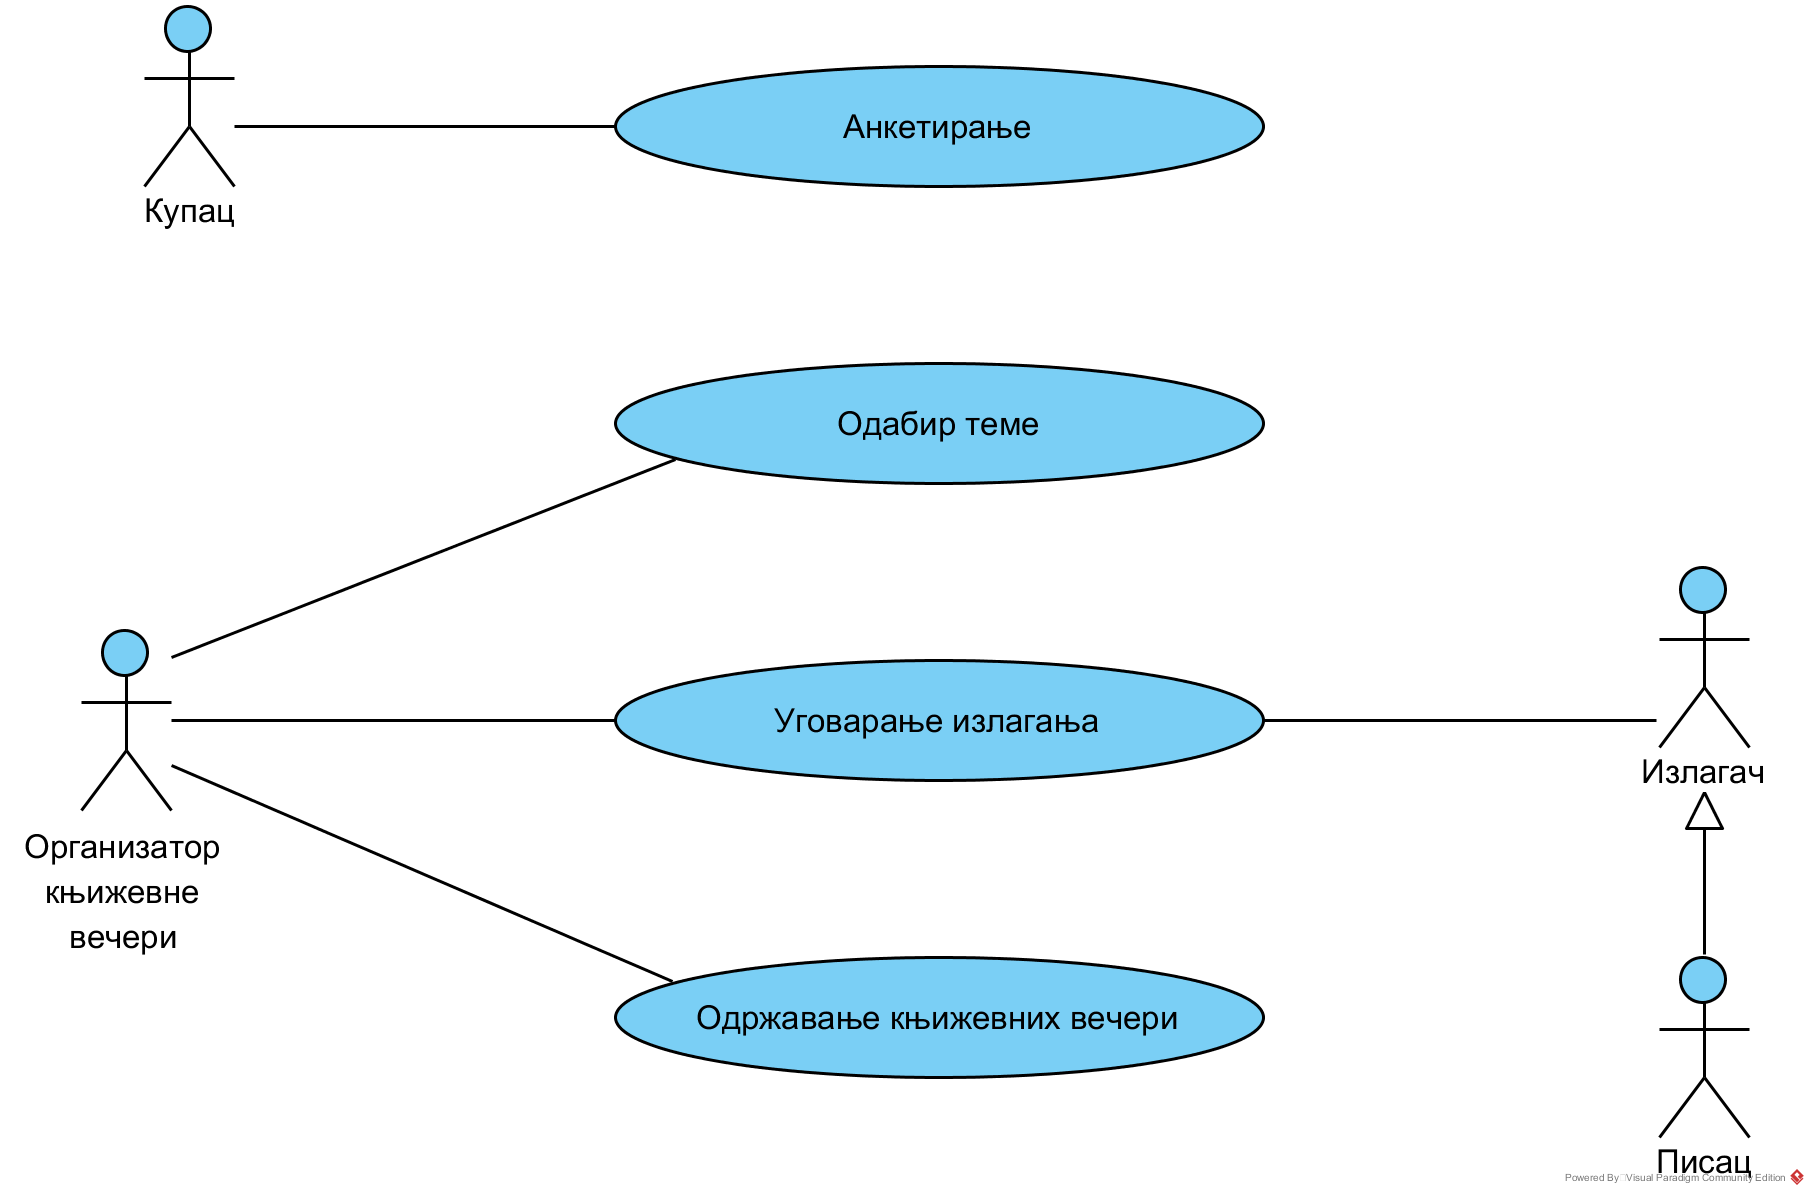 Анкетирање
Купац
Одабир теме
Уговарање излагања
Излагач
Организатор
књижевне
вечери
Одржавање књижевних вечери
Писац
Powered By Visual Paradigm Community Edition